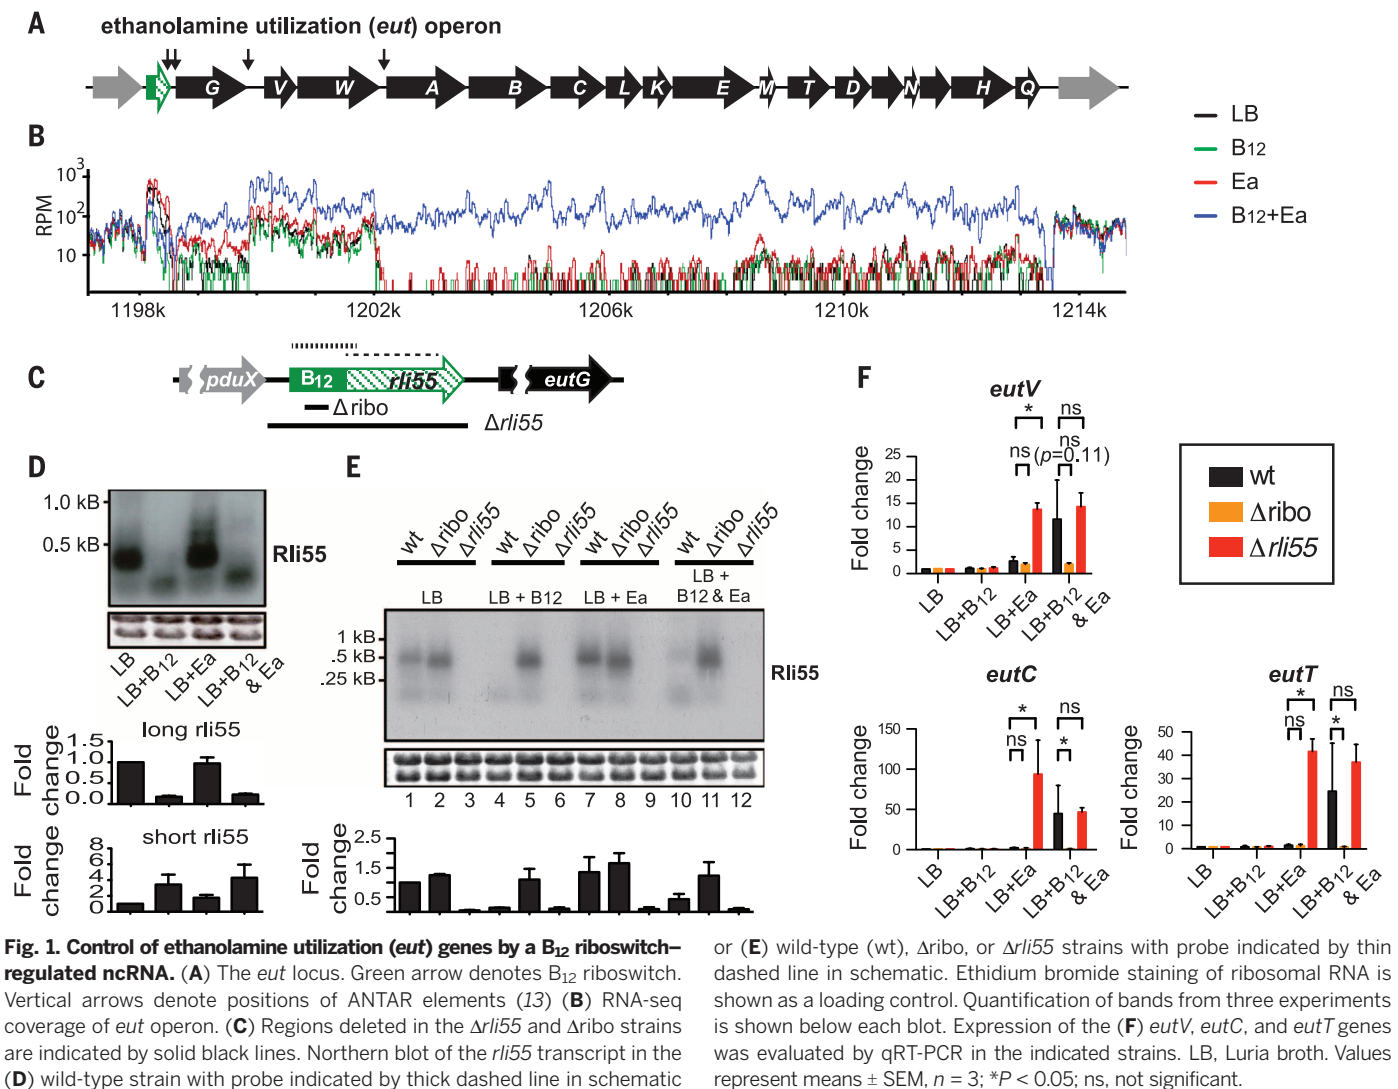 A
ethanolamine utilization (eut) operon
G V W A B C L K E M T D N H Q
B
RPM
10³
10²
10
1198k 1202k 1206k 1210k 1214k
LB
B12
Ea
B12+Ea
C
pduX B12 rli55 eutG
Δribo
Δrli55
D
1.0 kB
0.5 kB
Rli55
LB LB+B12 LB+Ea LB+B12 & Ea
long rli55
Fold change
1.5
1.0
0.5
0.0
short rli55
Fold change
8
6
4
2
0
E
wt Δribo Δrli55 wt Δribo Δrli55 wt Δribo Δrli55 wt Δribo Δrli55
LB LB + B12 LB + Ea LB + B12 & Ea
1 kB
.5 kB
.25 kB
Rli55
1 2 3 4 5 6 7 8 9 10 11 12
Fold change
2.5
1.5
0.5
F
eutV
Fold change
25
20
15
10
5
0
ns * ns (p=0.11) ns
LB LB+B12 LB+Ea LB+B12 & Ea
wt
Δribo
Δrli55
eutC
Fold change
150
100
50
0
ns * * ns
LB LB+B12 LB+Ea LB+B12 & Ea
eutT
Fold change
50
40
30
20
10
0
ns * * ns
LB LB+B12 LB+Ea LB+B12 & Ea
Fig. 1. Control of ethanolamine utilization (eut) genes by a B12 riboswitch–
regulated ncRNA. (A) The eut locus. Green arrow denotes B12 riboswitch.
Vertical arrows denote positions of ANTAR elements (13) (B) RNA-seq
coverage of eut operon. (C) Regions deleted in the Δrli55 and Δribo strains
are indicated by solid black lines. Northern blot of the rli55 transcript in the
(D) wild-type strain with probe indicated by thick dashed line in schematic
or (E) wild-type (wt), Δribo, or Δrli55 strains with probe indicated by thin
dashed line in schematic. Ethidium bromide staining of ribosomal RNA is
shown as a loading control. Quantification of bands from three experiments
is shown below each blot. Expression of the (F) eutV, eutC, and eutT genes
was evaluated by qRT-PCR in the indicated strains. LB, Luria broth. Values
represent means ± SEM, n = 3; *P < 0.05; ns, not significant.